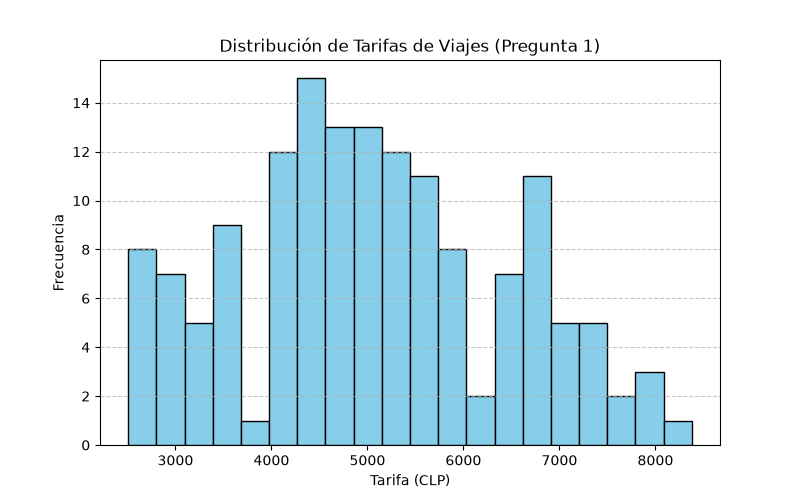 Distribución de Tarifas de Viajes (Pregunta 1)
14
12
10
8
6
4
2
0
Frecuencia
3000 4000 5000 6000 7000 8000
Tarifa (CLP)